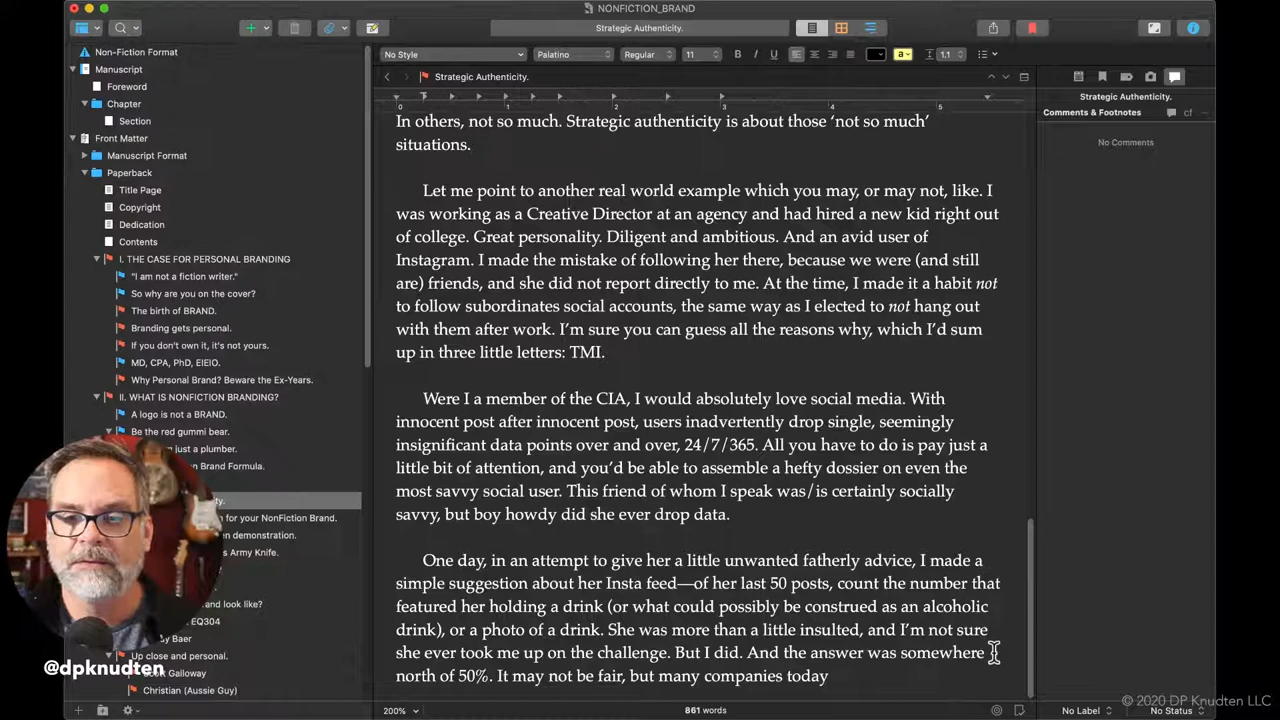 NONFICTION_BRAND
Strategic Authenticity.
No Style
Palatino
Regular
11
B
I
U
a
1.1
Strategic Authenticity.
0
1
2
3
5
Non-Fiction Format
Manuscript
Foreword
Chapter
Section
Front Matter
Manuscript Format
Paperback
Title Page
Copyright
Dedication
Contents
I. THE CASE FOR PERSONAL BRANDING
"I am not a fiction writer."
So why are you on the cover?
The birth of BRAND.
Branding gets personal.
If you don't own it, it's not yours.
MD, CPA, PhD, EIEIO.
Why Personal Brand? Beware the Ex-Years.
II. WHAT IS NONFICTION BRANDING?
A logo is not a BRAND.
Be the red gummi bear.
just a plumber.
Brand Formula.
for your NonFiction Brand.
demonstration.
s Army Knife.
and look like?
EQ304
y Baer
Up close and personal.
Scott Galloway
Christian (Aussie Guy)
In others, not so much. Strategic authenticity is about those ‘not so much’
situations.
Let me point to another real world example which you may, or may not, like. I
was working as a Creative Director at an agency and had hired a new kid right out
of college. Great personality. Diligent and ambitious. And an avid user of
Instagram. I made the mistake of following her there, because we were (and still
are) friends, and she did not report directly to me. At the time, I made it a habit not
to follow subordinates social accounts, the same way as I elected to not hang out
with them after work. I’m sure you can guess all the reasons why, which I’d sum
up in three little letters: TMI.
Were I a member of the CIA, I would absolutely love social media. With
innocent post after innocent post, users inadvertently drop single, seemingly
insignificant data points over and over, 24/7/365. All you have to do is pay just a
little bit of attention, and you’d be able to assemble a hefty dossier on even the
most savvy social user. This friend of whom I speak was/is certainly socially
savvy, but boy howdy did she ever drop data.
One day, in an attempt to give her a little unwanted fatherly advice, I made a
simple suggestion about her Insta feed—of her last 50 posts, count the number that
featured her holding a drink (or what could possibly be construed as an alcoholic
drink), or a photo of a drink. She was more than a little insulted, and I’m not sure
she ever took me up on the challenge. But I did. And the answer was somewhere
north of 50%. It may not be fair, but many companies today
Strategic Authenticity.
Comments & Footnotes
cf
No Comments
@dpknudten
200%
861 words
No Label
No Status
© 2020 DP Knudten LLC